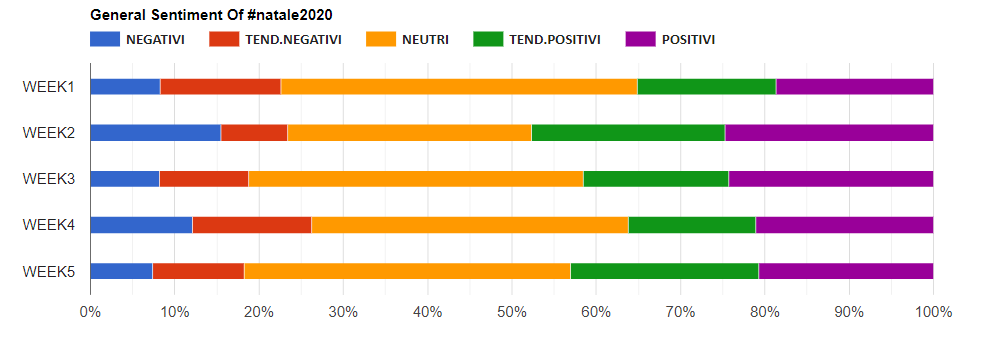 General Sentiment Of #natale2020
NEGATIVI TEND.NEGATIVI NEUTRI TEND.POSITIVI POSITIVI
WEEK1
WEEK2
WEEK3
WEEK4
WEEK5
0% 10% 20% 30% 40% 50% 60% 70% 80% 90% 100%